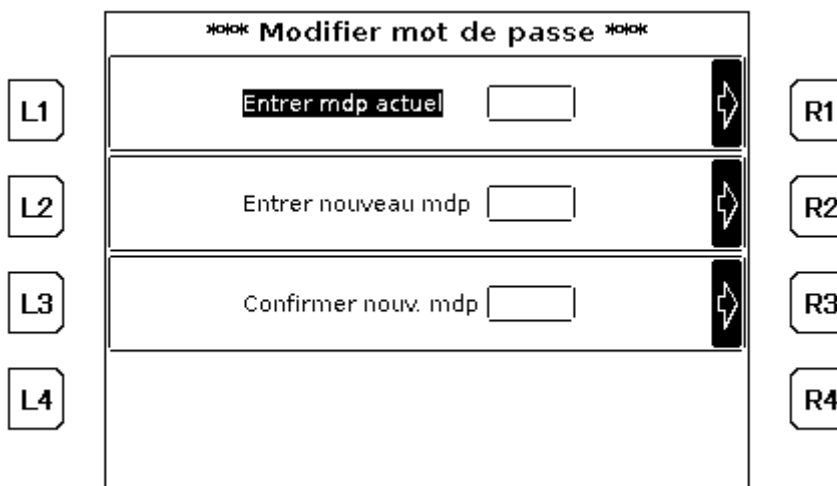 *** Modifier mot de passe ***
L1 Entrer mdp actuel R1
L2 Entrer nouveau mdp R2
L3 Confirmer nouv. mdp R3
L4 R4